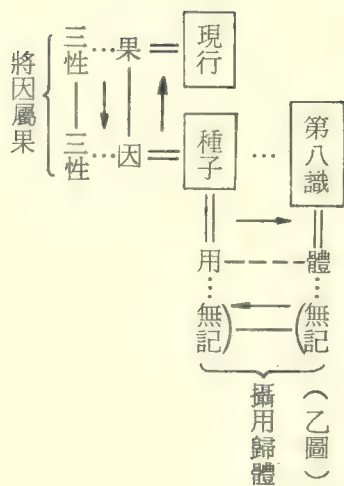 現行
果
三性
第八識
…
種子
因
三性
將因屬果
體
用
(無記
無記)
攝用歸體
（乙圖）